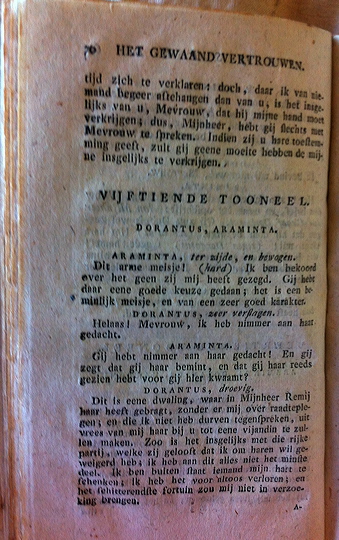 70 HET GEWAAND VERTROUWEN.
tijd zich te verklaren: doch, daar ik van nie-
mand begeer aftehangen dan van u, is het insge-
lijks van u, Mevrouw, dat hij mijne hand moet
verkrijgen; dus, Mijnheer, hebt gij slechts met
Mevrouw te spreken. Indien zij u hare toestem-
ming geeft, zult gij geene moeite hebben de mij-
ne insgelijks te verkrijgen.
VIJFTIENDE TOONEEL.
DORANTUS, ARAMINTA.
ARAMINTA, ter zijde, en bewogen.
Dit arme meisje! (hard) Ik ben bekoord
over het geen zij mij heeft gezegd. Gij hebt
daar eene goede keuze gedaan; het is een be-
minlijk meisje, en van een zeer goed karakter.
DORANTUS, zeer verslagen.
Helaas! Mevrouw, ik heb nimmer aan haar
gedacht.
ARAMINTA.
Gij hebt nimmer aan haar gedacht! En gij
zegt dat gij haar bemint, en dat gij haar reeds
gezien hebt voor gij hier kwaamt?
DORANTUS, droevig.
Dit is eene dwaling, waar in Mijnheer Remij
haar heeft gebragt, zonder er mij over raadteple-
gen; en die ik niet heb durven tegenspreken, uit
vrees van mij haar bij u tot eene vijandin te zul-
len maken. Zoo is het insgelijks met die rijke
partij, welke zij gelooft dat ik om haren wil ge-
weigerd heb; ik heb aan dit alles niet het minste
deel. Ik ben buiten staat iemand mijn hart te
schenken; ik heb het voor altoos verloren; en
het schitterendste fortuin zou mij niet in verzoe-
king brengen.
A-